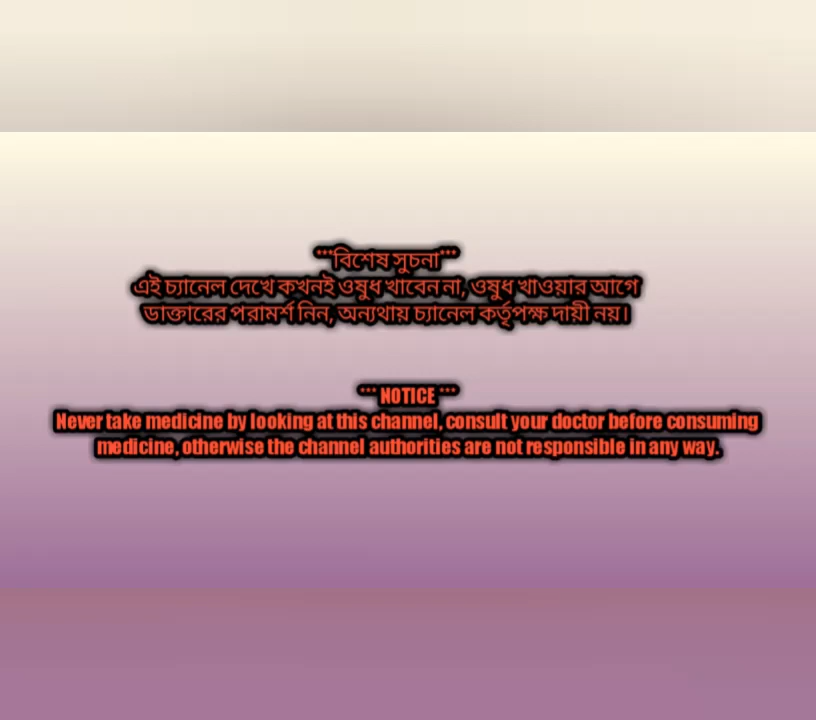 ***বিশেষ সুচনা***
এই চ্যানেল দেখে কখনই ওষুধ খাবেন না, ওষুধ খাওয়ার আগে
ডাক্তারের পরামর্শ নিন, অন্যথায় চ্যানেল কর্তৃপক্ষ দায়ী নয়।
*** NOTICE ***
Never take medicine by looking at this channel, consult your doctor before consuming
medicine, otherwise the channel authorities are not responsible in any way.